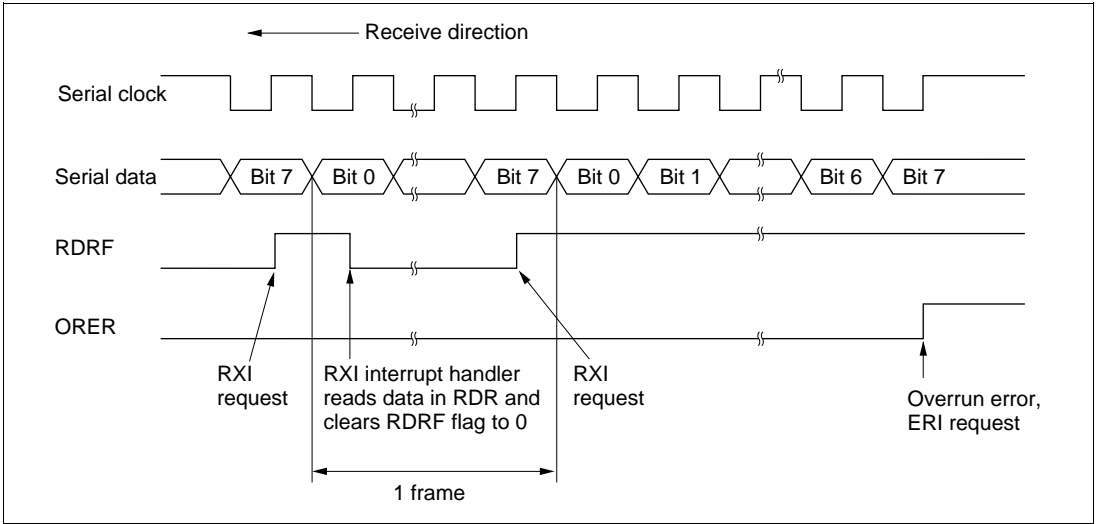 Receive direction
Serial clock
Serial data
Bit 7
Bit 0
Bit 7
Bit 0
Bit 1
Bit 6
Bit 7
RDRF
ORER
RXI
request
RXI interrupt handler
reads data in RDR and
clears RDRF flag to 0
RXI
request
Overrun error,
ERI request
1 frame